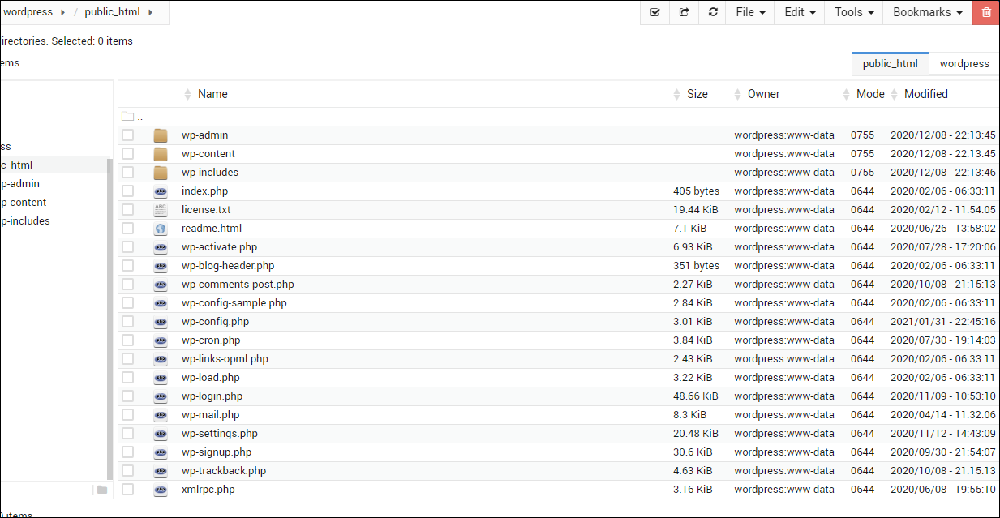 wordpress / public_html File Edit Tools Bookmarks
irectories. Selected: 0 items
ems
public_html wordpress
Name Size Owner Mode Modified
..
wp-admin wordpress:www-data 0755 2020/12/08 - 22:13:45
ss
wp-content wordpress:www-data 0755 2020/12/08 - 22:13:45
c_html
wp-includes wordpress:www-data 0755 2020/12/08 - 22:13:46
p-admin
index.php 405 bytes wordpress:www-data 0644 2020/02/06 - 06:33:11
p-content
license.txt 19.44 KiB wordpress:www-data 0644 2020/02/12 - 11:54:05
p-includes
readme.html 7.1 KiB wordpress:www-data 0644 2020/06/26 - 13:58:02
wp-activate.php 6.93 KiB wordpress:www-data 0644 2020/07/28 - 17:20:06
wp-blog-header.php 351 bytes wordpress:www-data 0644 2020/02/06 - 06:33:11
wp-comments-post.php 2.27 KiB wordpress:www-data 0644 2020/10/08 - 21:15:13
wp-config-sample.php 2.84 KiB wordpress:www-data 0644 2020/02/06 - 06:33:11
wp-config.php 3.01 KiB wordpress:www-data 0644 2021/01/31 - 22:45:16
wp-cron.php 3.84 KiB wordpress:www-data 0644 2020/07/30 - 19:14:03
wp-links-opml.php 2.43 KiB wordpress:www-data 0644 2020/02/06 - 06:33:11
wp-load.php 3.22 KiB wordpress:www-data 0644 2020/02/06 - 06:33:11
wp-login.php 48.66 KiB wordpress:www-data 0644 2020/11/09 - 10:53:10
wp-mail.php 8.3 KiB wordpress:www-data 0644 2020/04/14 - 11:32:06
wp-settings.php 20.48 KiB wordpress:www-data 0644 2020/11/12 - 14:43:09
wp-signup.php 30.6 KiB wordpress:www-data 0644 2020/09/30 - 21:54:07
wp-trackback.php 4.63 KiB wordpress:www-data 0644 2020/10/08 - 21:15:13
xmlrpc.php 3.16 KiB wordpress:www-data 0644 2020/06/08 - 19:55:10
items